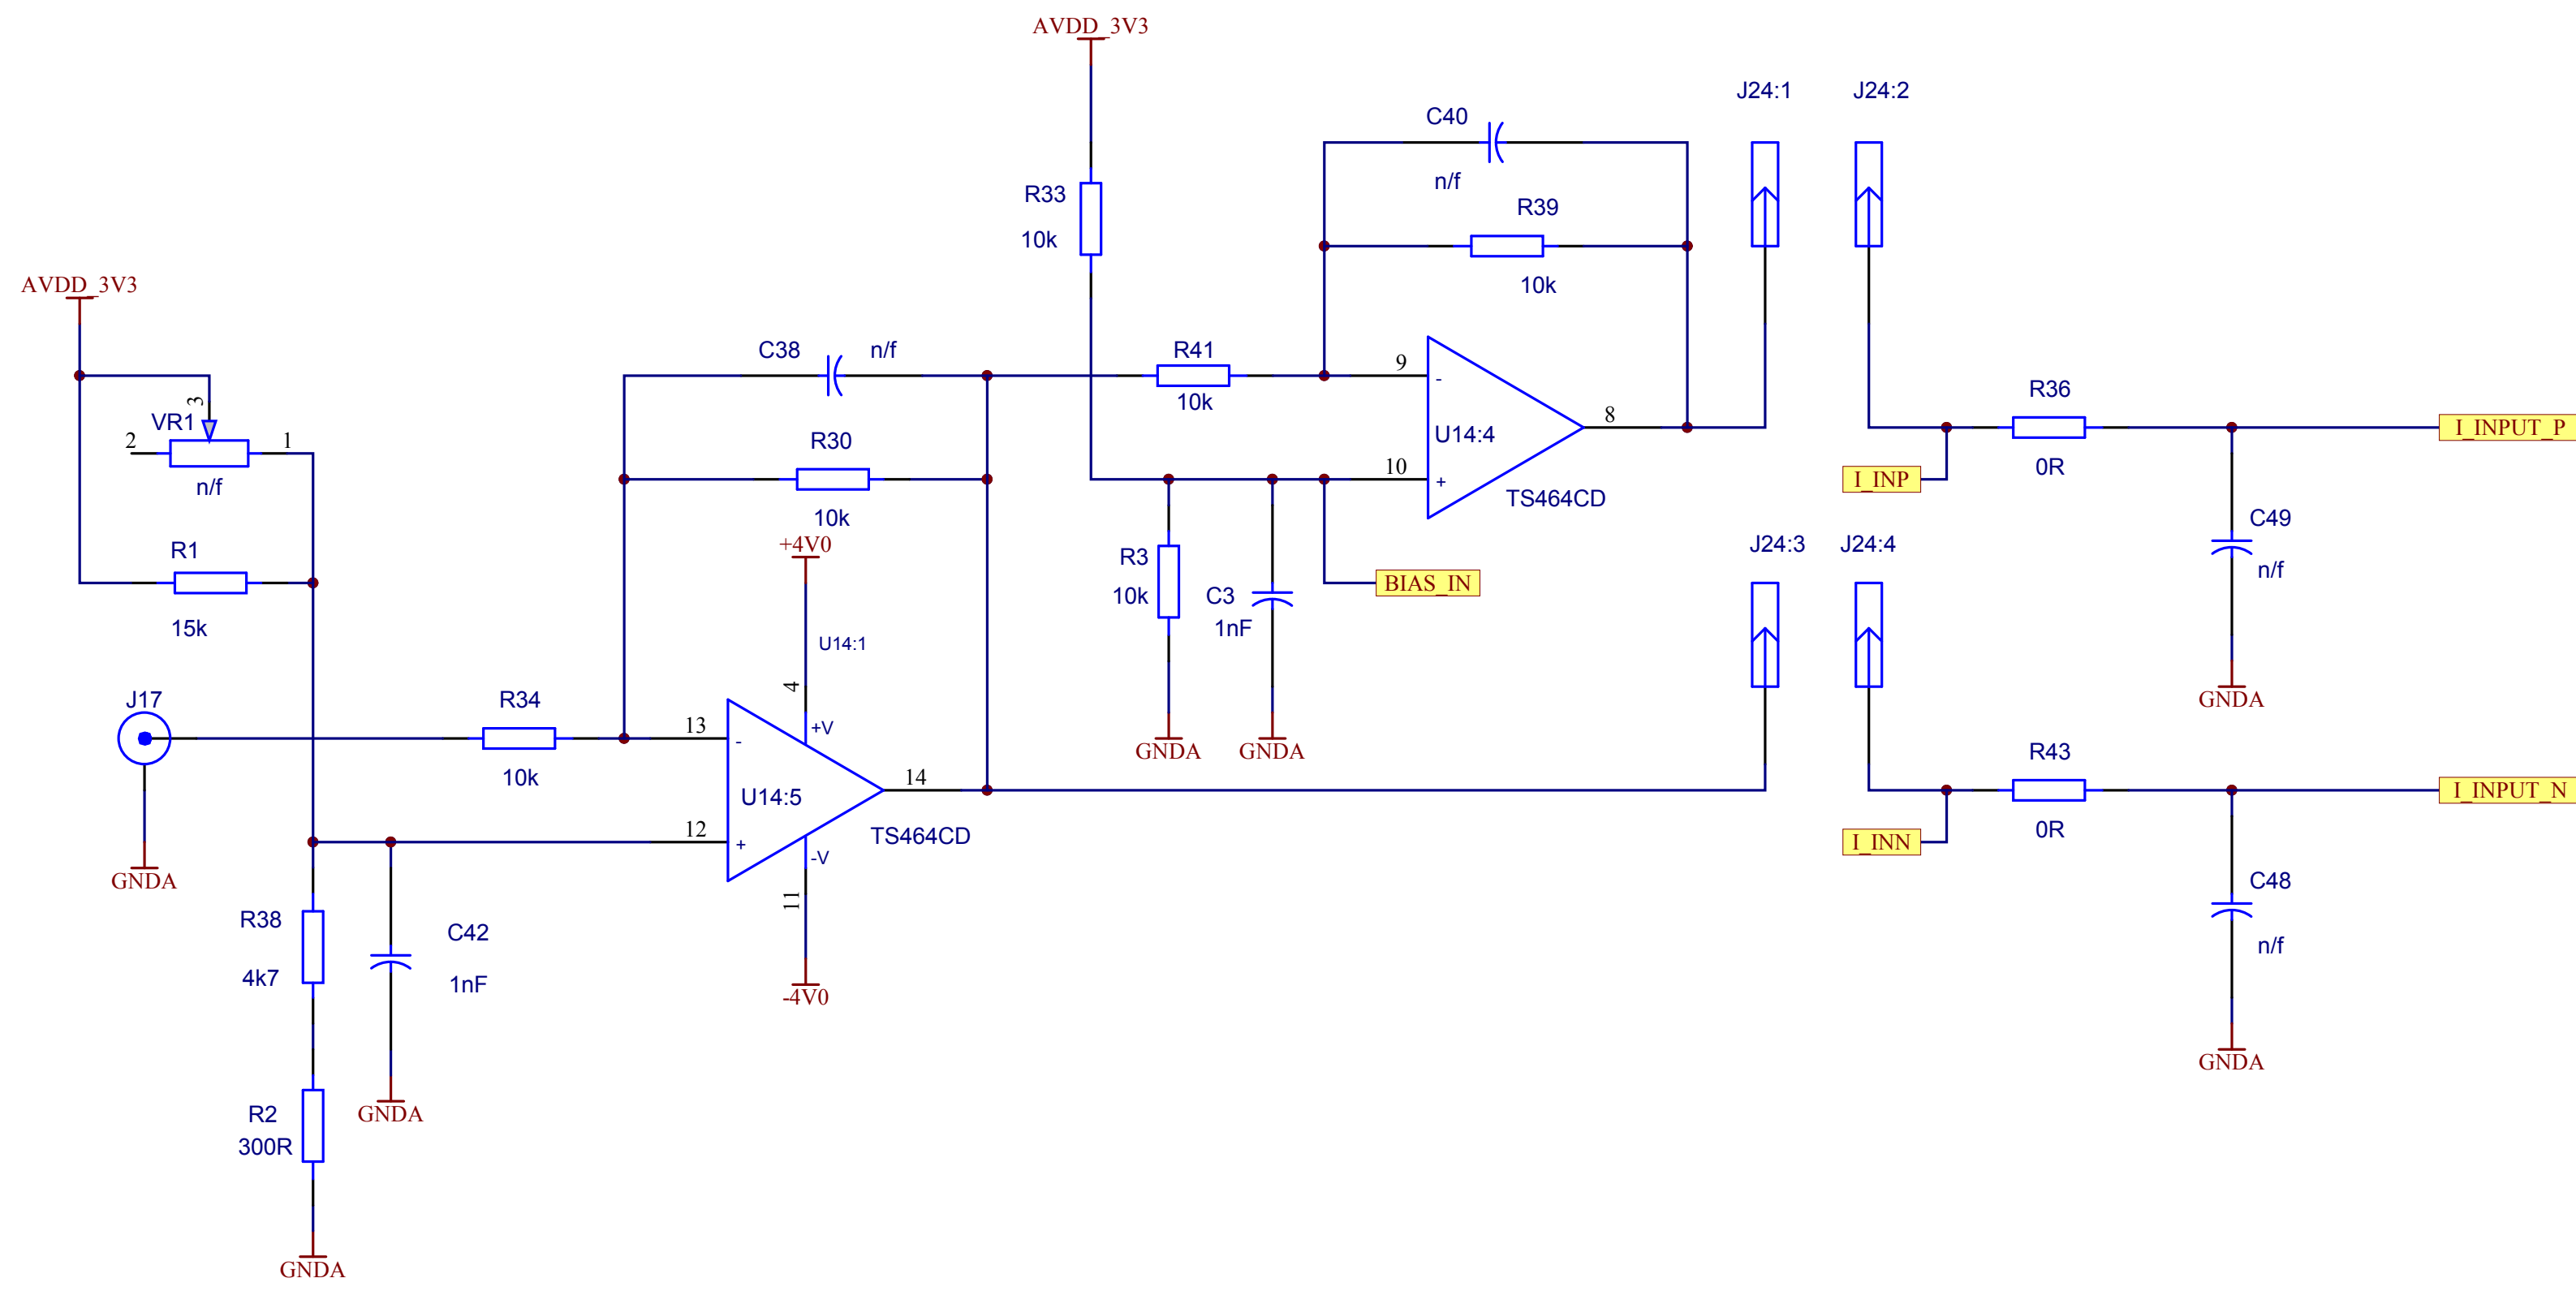 AVDD_3V3
J24:1
J24:2
C40
n/f
R33
10k
R39
10k
AVDD_3V3
C38
n/f
R41
10k
9
-
U14:4
8
10
+
TS464CD
R36
0R
I_INPUT_P
I_INP
3
VR1
2
1
n/f
R30
10k
+4V0
C49
n/f
GNDA
R1
15k
R3
10k
C3
1nF
BIAS_IN
GNDA
GNDA
J24:3
J24:4
U14:1
4
+V
J17
GNDA
R34
10k
13
-
U14:5
14
12
+
TS464CD
-V
11
-4V0
R43
0R
I_INPUT_N
I_INN
C48
n/f
GNDA
R38
4k7
C42
1nF
GNDA
R2
300R
GNDA